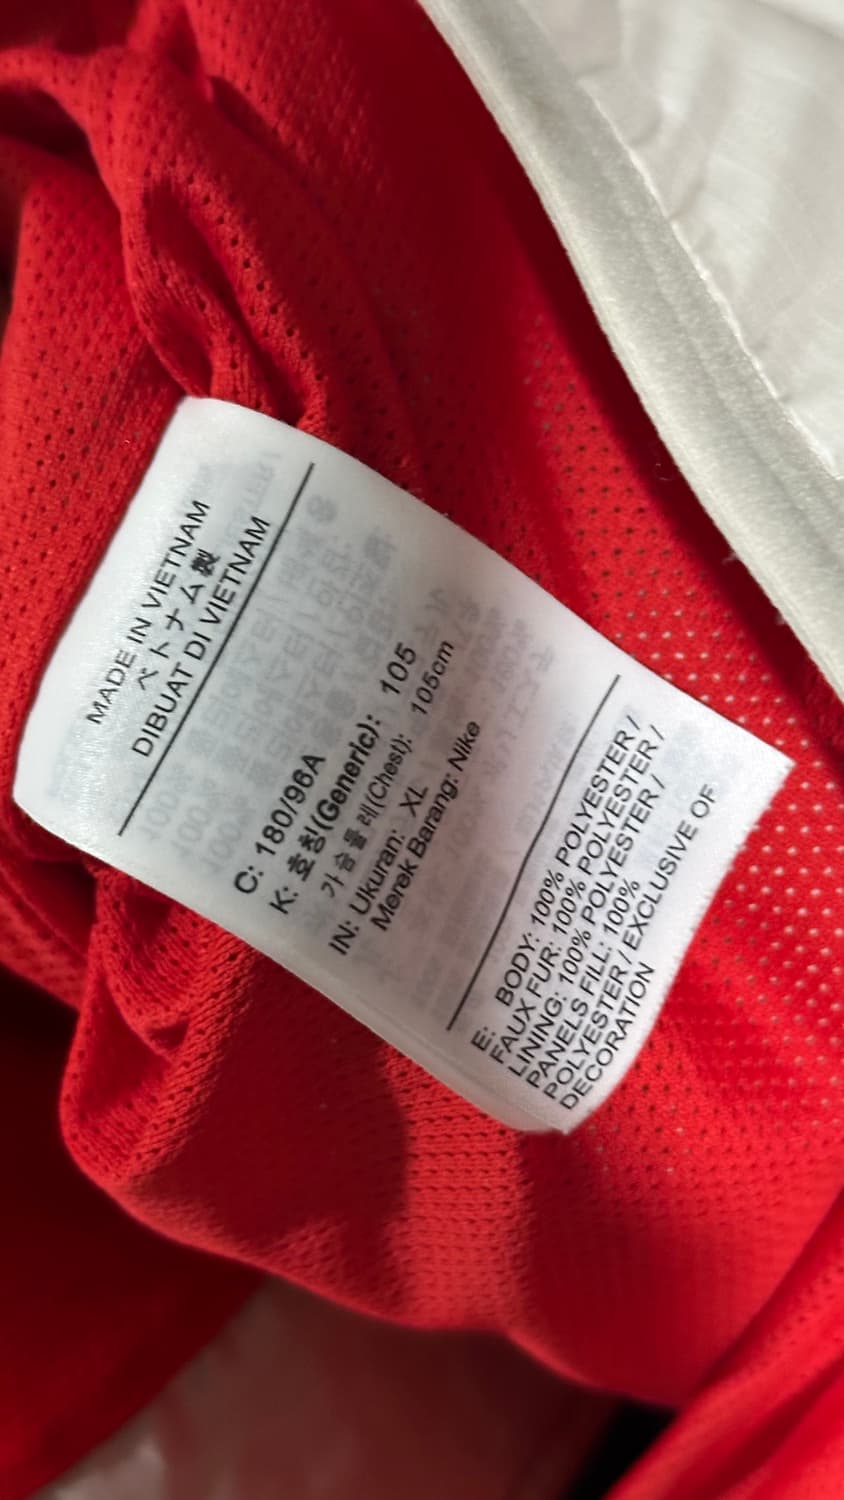 MADE IN VIETNAM
ベトナム製
DIBUAT DI VIETNAM
C: 180/96A
K: 호칭(Generic): 105
가슴둘레(Chest): 105cm
IN: Ukuran: XL
Merek Barang: Nike
E: BODY: 100% POLYESTER /
FAUX FUR: 100% POLYESTER /
LINING: 100% POLYESTER /
PANELS FILL: 100%
POLYESTER / EXCLUSIVE OF
DECORATION